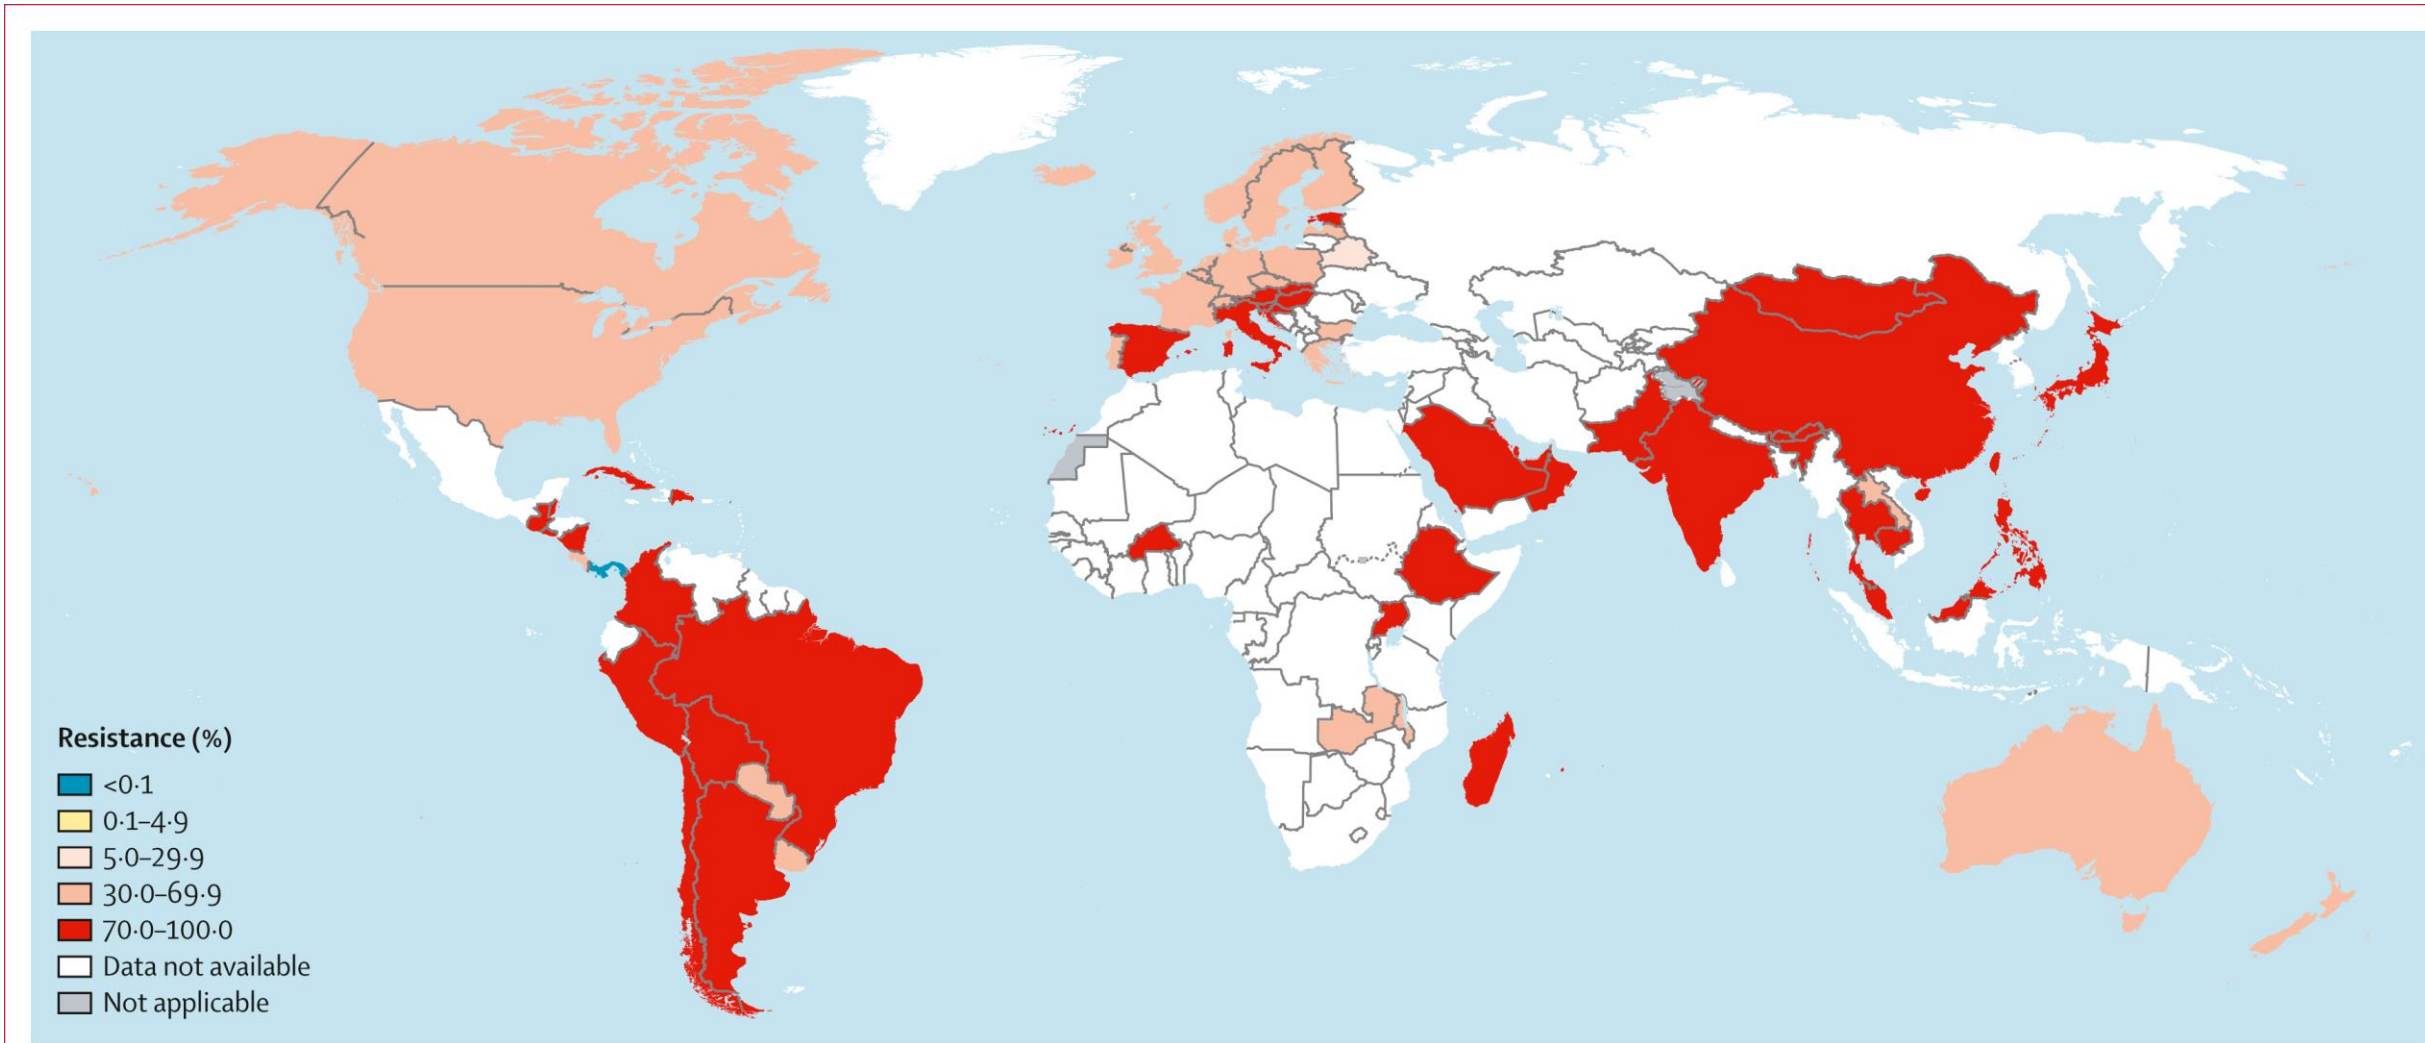 Resistance (%)
<0·1
0·1–4·9
5·0–29·9
30·0–69·9
70·0–100·0
Data not available
Not applicable